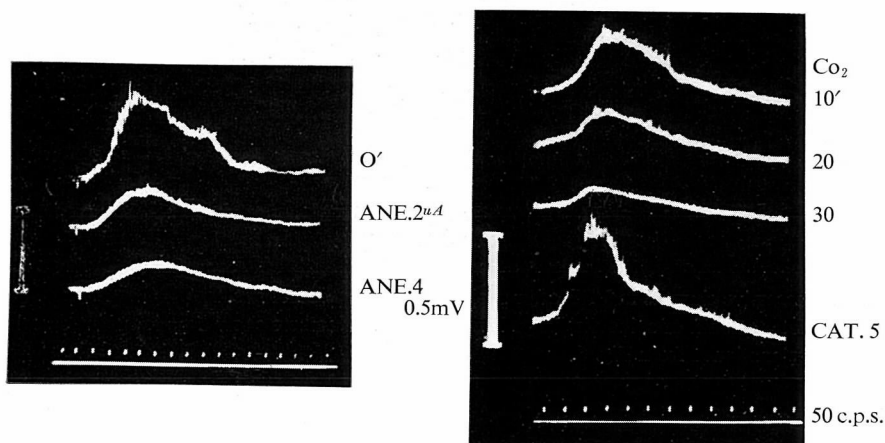 O′
ANE.2uA
ANE.4
0.5mV
Co₂
10′
20
30
CAT. 5
50 c.p.s.